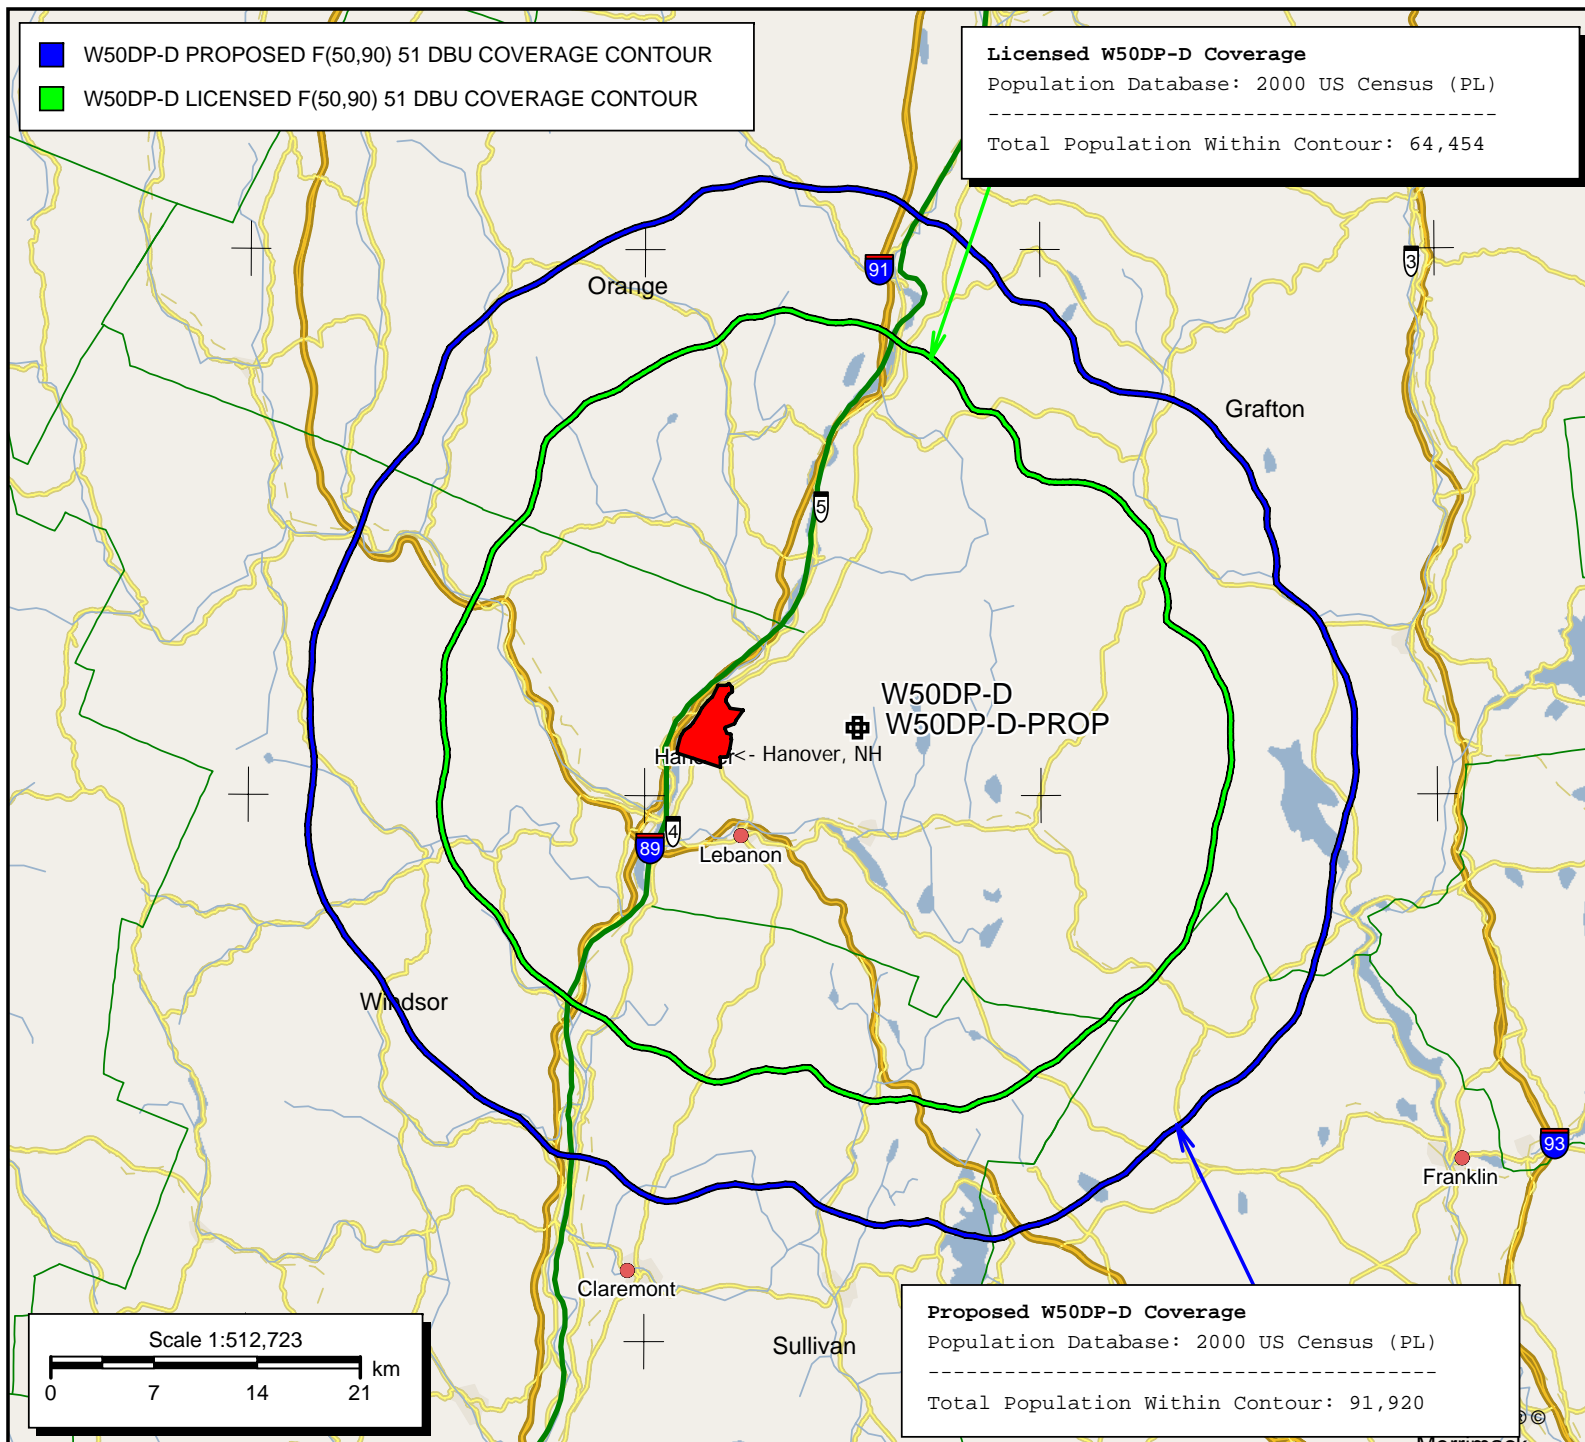 W50DP-D PROPOSED F(50,90) 51 DBU COVERAGE CONTOUR
W50DP-D LICENSED F(50,90) 51 DBU COVERAGE CONTOUR
Licensed W50DP-D Coverage
Population Database: 2000 US Census (PL)
----------------------------------------
Total Population Within Contour: 64,454
91
3
Orange
Grafton
5
W50DP-D
W50DP-D-PROP
Hanover<- Hanover, NH
4
89
Lebanon
Windsor
93
Franklin
Claremont
Sullivan
Scale 1:512,723
km
0 7 14 21
Proposed W50DP-D Coverage
Population Database: 2000 US Census (PL)
----------------------------------------
Total Population Within Contour: 91,920
©